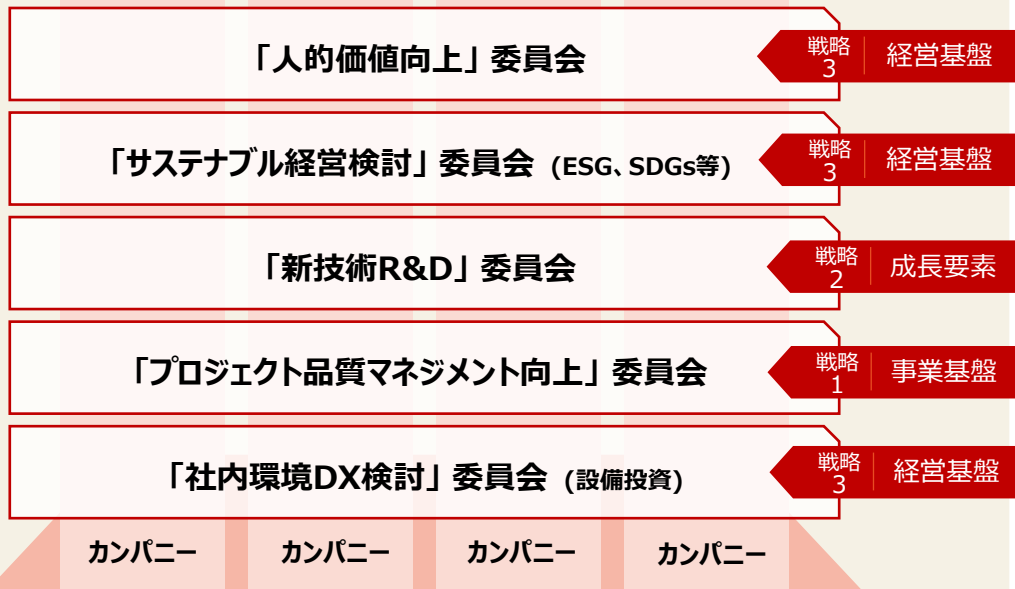 「人的価値向上」委員会
戦略
3
経営基盤
「サステナブル経営検討」委員会 (ESG、SDGs等)
戦略
3
経営基盤
「新技術R&D」委員会
戦略
2
成長要素
「プロジェクト品質マネジメント向上」委員会
戦略
1
事業基盤
「社内環境DX検討」委員会 (設備投資)
戦略
3
経営基盤
カンパニー カンパニー カンパニー カンパニー